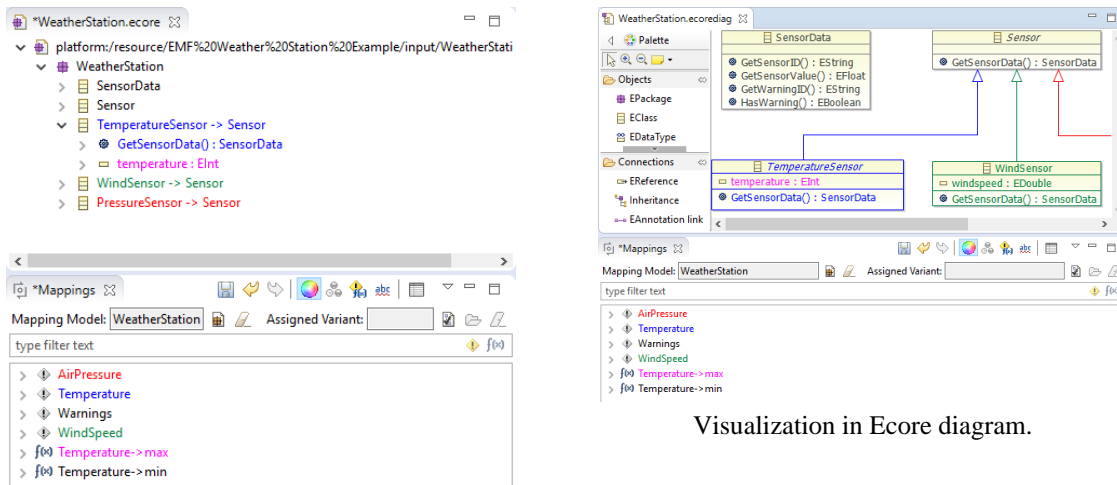 *WeatherStation.ecore
platform:/resource/EMF%20Weather%20Station%20Example/input/WeatherStati
WeatherStation
SensorData
Sensor
TemperatureSensor -> Sensor
GetSensorData() : SensorData
temperature : EInt
WindSensor -> Sensor
PressureSensor -> Sensor
*Mappings
Mapping Model: WeatherStation Assigned Variant:
type filter text
AirPressure
Temperature
Warnings
WindSpeed
f(x) Temperature->max
f(x) Temperature->min
WeatherStation.ecorediag
Palette
Objects
EPackage
EClass
EDataType
Connections
EReference
Inheritance
EAnnotation link
SensorData
GetSensorID() : EString
GetSensorValue() : EFloat
GetWarningID() : EString
HasWarning() : EBoolean
Sensor
GetSensorData() : SensorData
TemperatureSensor
temperature : EInt
GetSensorData() : SensorData
WindSensor
windspeed : EDouble
GetSensorData() : SensorData
*Mappings
Mapping Model: WeatherStation Assigned Variant:
type filter text
AirPressure
Temperature
Warnings
WindSpeed
f(x) Temperature->max
f(x) Temperature->min
Visualization in Ecore diagram.